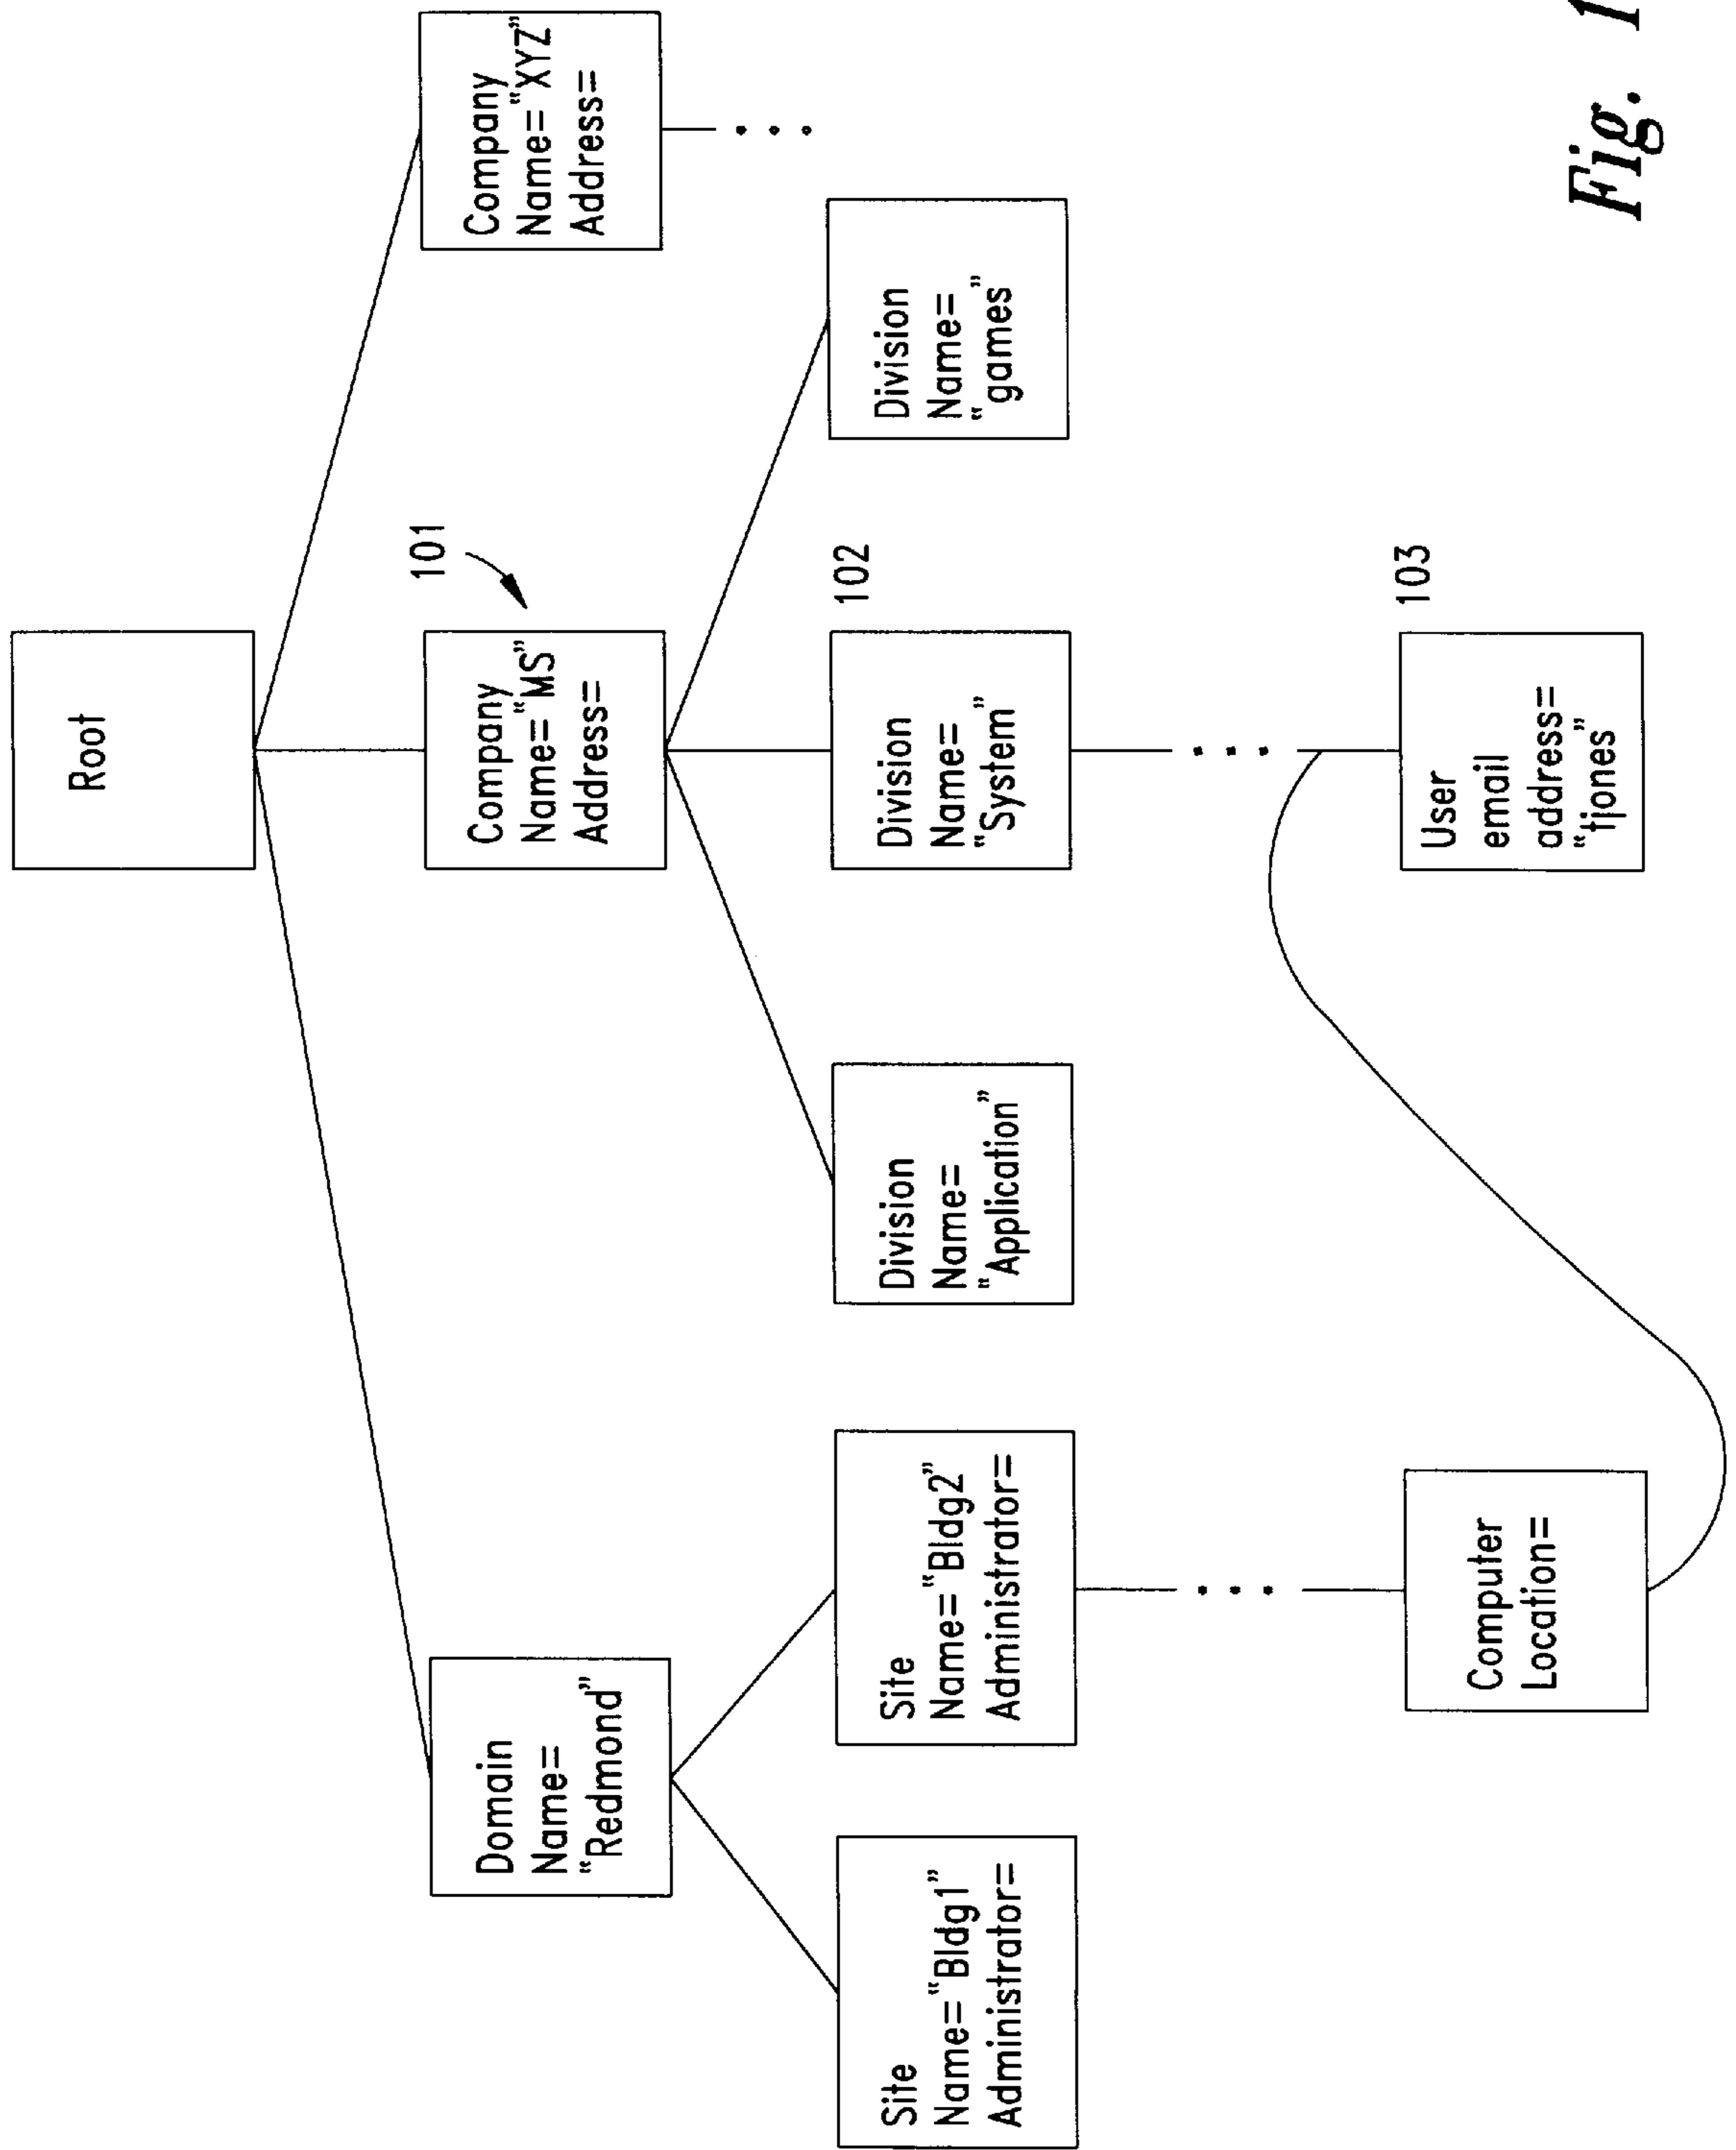 Root
Domain
Name=
“Redmond”
101
Company
Name=“MS”
Address=
Company
Name=“XYZ”
Address=
Site
Name=“Bldg1”
Administrator=
Site
Name=“Bldg2”
Administrator=
Division
Name=
“Application”
102
Division
Name=
“System”
Division
Name=
“games”
Computer
Location=
103
User
email
address=
“tjones”
Fig. 1